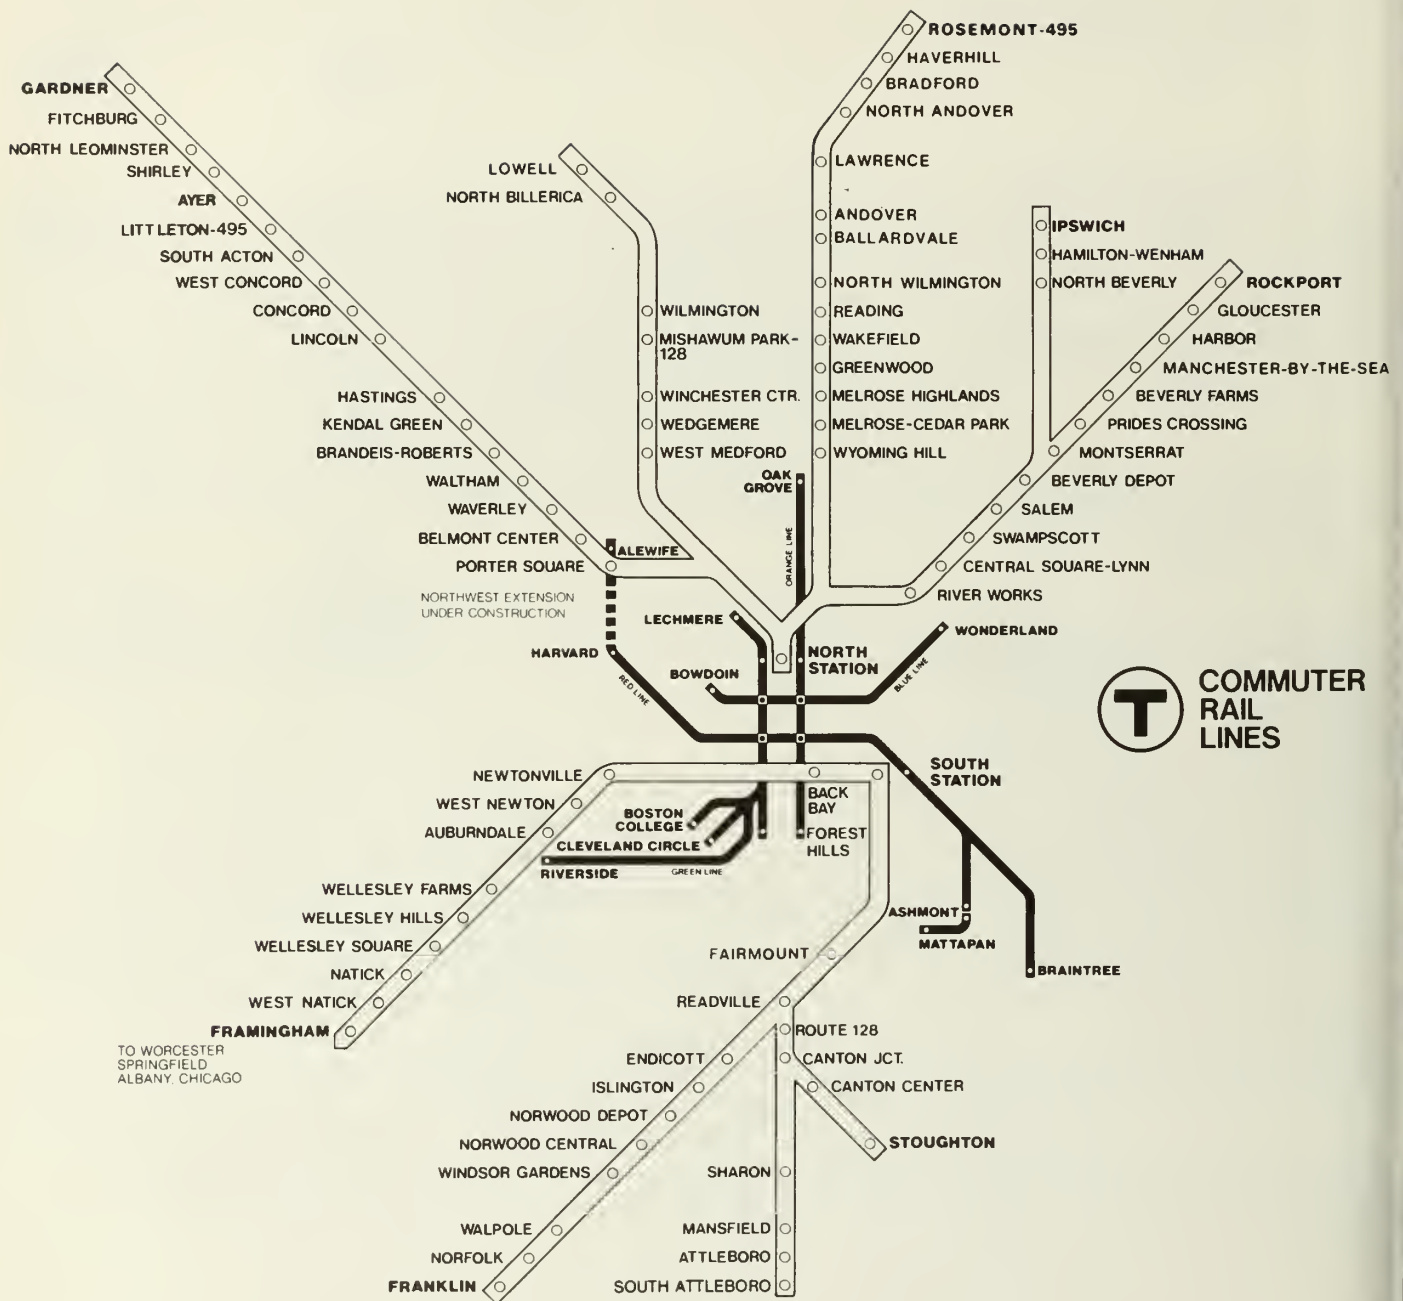 GARDNER
FITCHBURG
NORTH LEOMINSTER
SHIRLEY
AYER
LITTLETON-495
SOUTH ACTON
WEST CONCORD
CONCORD
LINCOLN
HASTINGS
KENDAL GREEN
BRANDEIS-ROBERTS
WALTHAM
WAVERLEY
BELMONT CENTER
PORTER SQUARE
LOWELL
NORTH BILLERICA
WILMINGTON
MISHAWUM PARK-
128
WINCHESTER CTR.
WEDGEMERE
WEST MEDFORD
ROSEMONT-495
HAVERHILL
BRADFORD
NORTH ANDOVER
LAWRENCE
ANDOVER
BALLARDVALE
NORTH WILMINGTON
READING
WAKEFIELD
GREENWOOD
MELROSE HIGHLANDS
MELROSE-CEDAR PARK
WYOMING HILL
IPSWICH
HAMILTON-WENHAM
NORTH BEVERLY
ROCKPORT
GLOUCESTER
HARBOR
MANCHESTER-BY-THE-SEA
BEVERLY FARMS
PRIDES CROSSING
MONTSERRAT
BEVERLY DEPOT
SALEM
SWAMPSCOTT
CENTRAL SQUARE-LYNN
RIVER WORKS
OAK
GROVE
ORANGE LINE
ALEWIFE
NORTHWEST EXTENSION
UNDER CONSTRUCTION
HARVARD
RED LINE
LECHMERE
NORTH
STATION
BOWDOIN
WONDERLAND
BLUE LINE
T
COMMUTER
RAIL
LINES
SOUTH
STATION
NEWTONVILLE
WEST NEWTON
AUBURNDALE
WELLESLEY FARMS
WELLESLEY HILLS
WELLESLEY SQUARE
NATICK
WEST NATICK
FRAMINGHAM
TO WORCESTER
SPRINGFIELD
ALBANY, CHICAGO
BACK
BAY
BOSTON
COLLEGE
CLEVELAND CIRCLE
RIVERSIDE
GREEN LINE
FOREST
HILLS
ASHMONT
MATTAPAN
BRAINTREE
FAIRMOUNT
READVILLE
ROUTE 128
ENDICOTT
CANTON JCT.
ISLINGTON
CANTON CENTER
NORWOOD DEPOT
NORWOOD CENTRAL
STOUGHTON
WINDSOR GARDENS
SHARON
WALPOLE
MANSFIELD
NORFOLK
ATTLEBORO
FRANKLIN
SOUTH ATTLEBORO